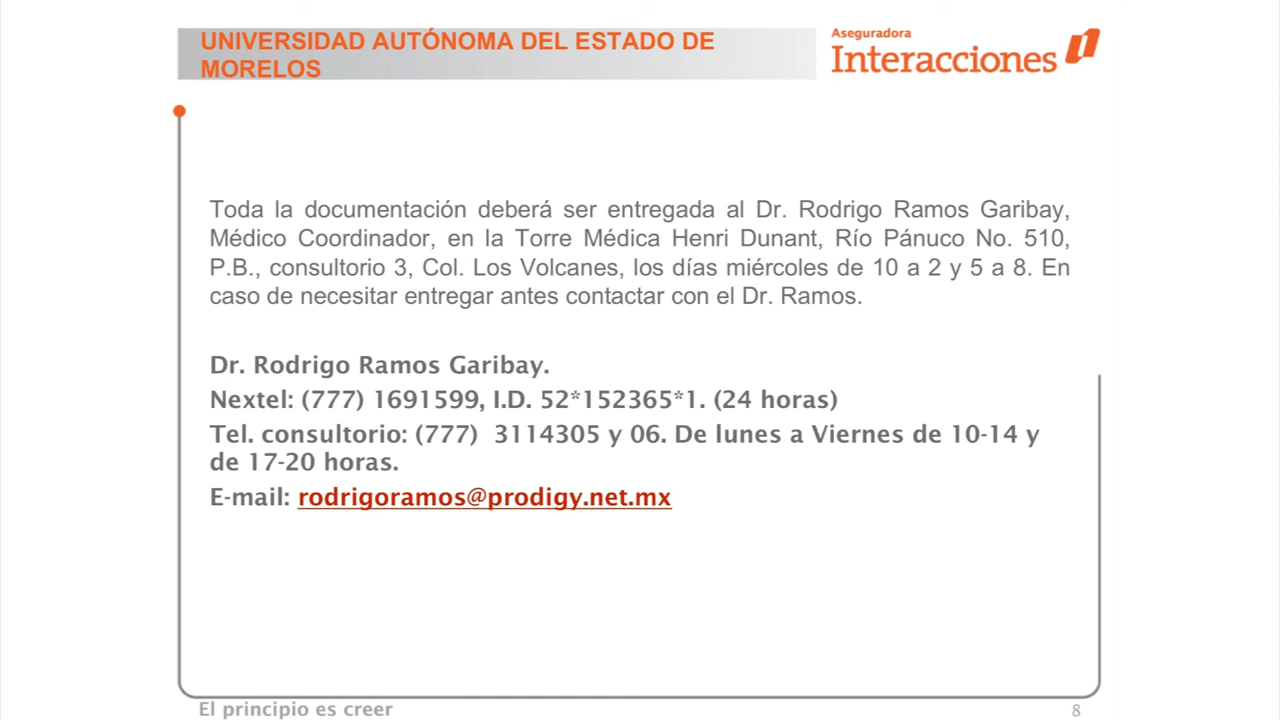 UNIVERSIDAD AUTÓNOMA DEL ESTADO DE
MORELOS
Aseguradora
Interacciones
Toda la documentación deberá ser entregada al Dr. Rodrigo Ramos Garibay,
Médico Coordinador, en la Torre Médica Henri Dunant, Río Pánuco No. 510,
P.B., consultorio 3, Col. Los Volcanes, los días miércoles de 10 a 2 y 5 a 8. En
caso de necesitar entregar antes contactar con el Dr. Ramos.
Dr. Rodrigo Ramos Garibay.
Nextel: (777) 1691599, I.D. 52*152365*1. (24 horas)
Tel. consultorio: (777)  3114305 y 06. De lunes a Viernes de 10-14 y
de 17-20 horas.
E-mail: rodrigoramos@prodigy.net.mx
El principio es creer
8